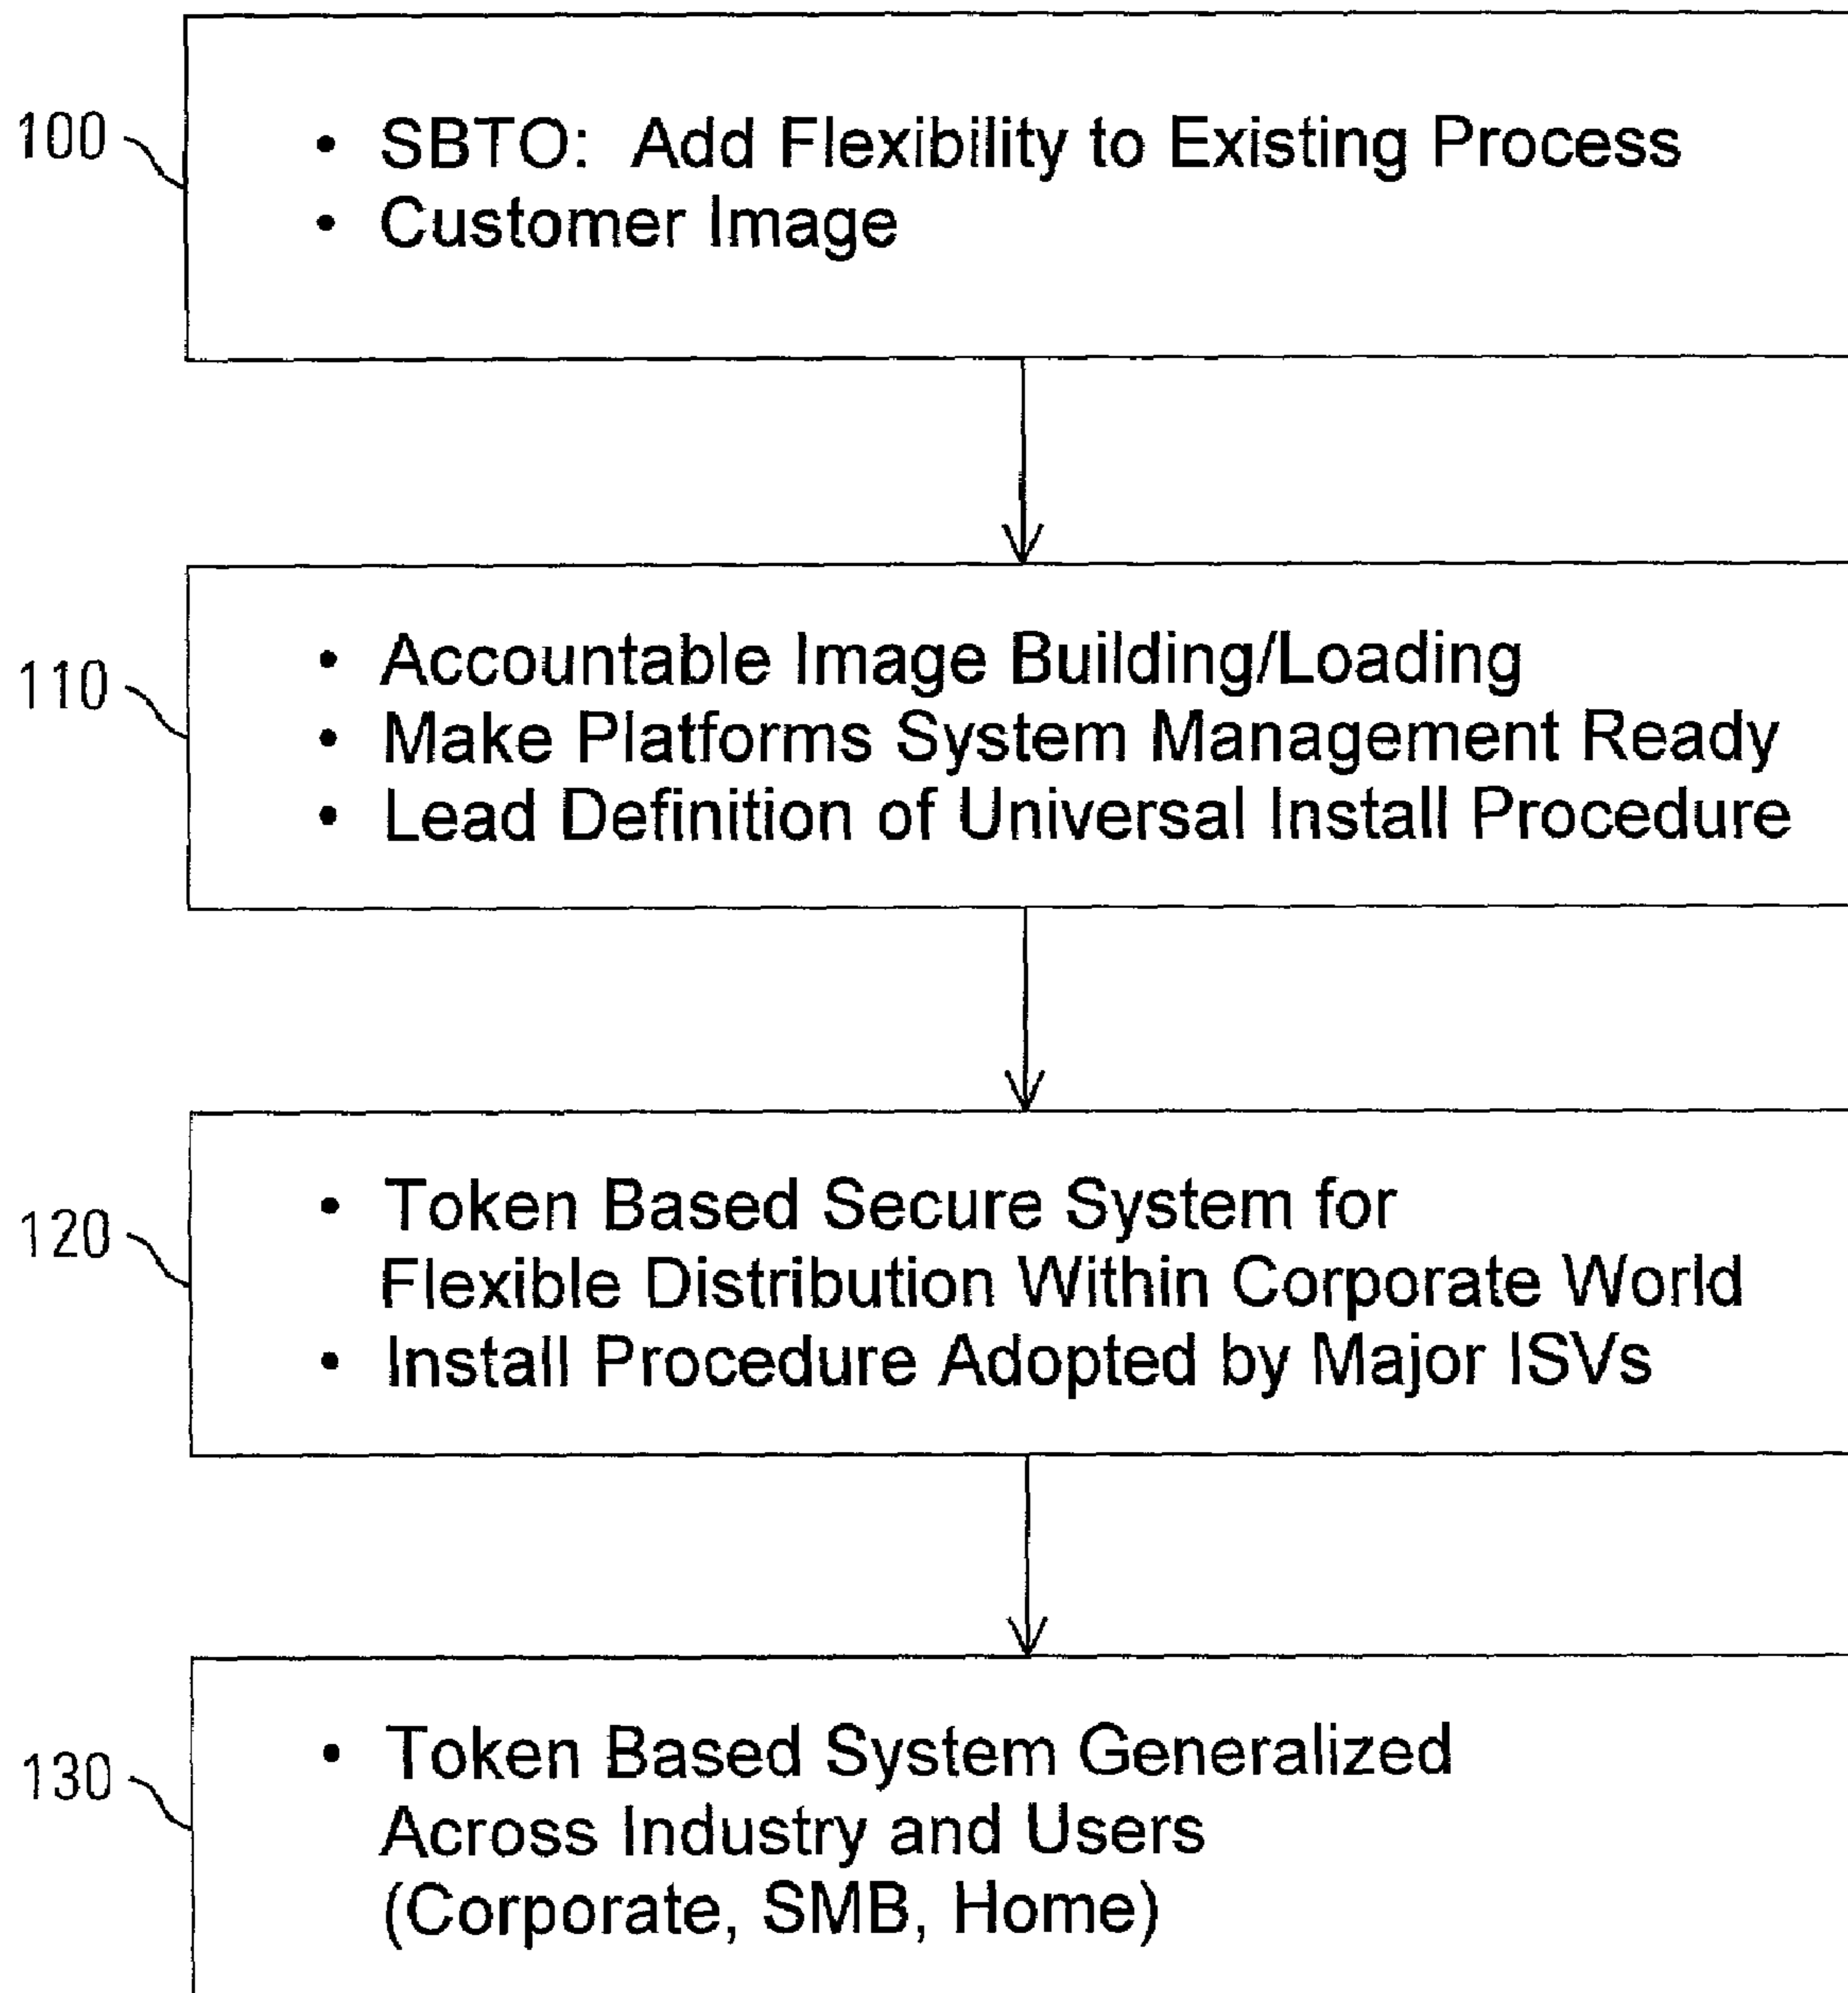 100
• SBTO: Add Flexibility to Existing Process
• Customer Image
110
• Accountable Image Building/Loading
• Make Platforms System Management Ready
• Lead Definition of Universal Install Procedure
120
• Token Based Secure System for
Flexible Distribution Within Corporate World
• Install Procedure Adopted by Major ISVs
130
• Token Based System Generalized
Across Industry and Users
(Corporate, SMB, Home)